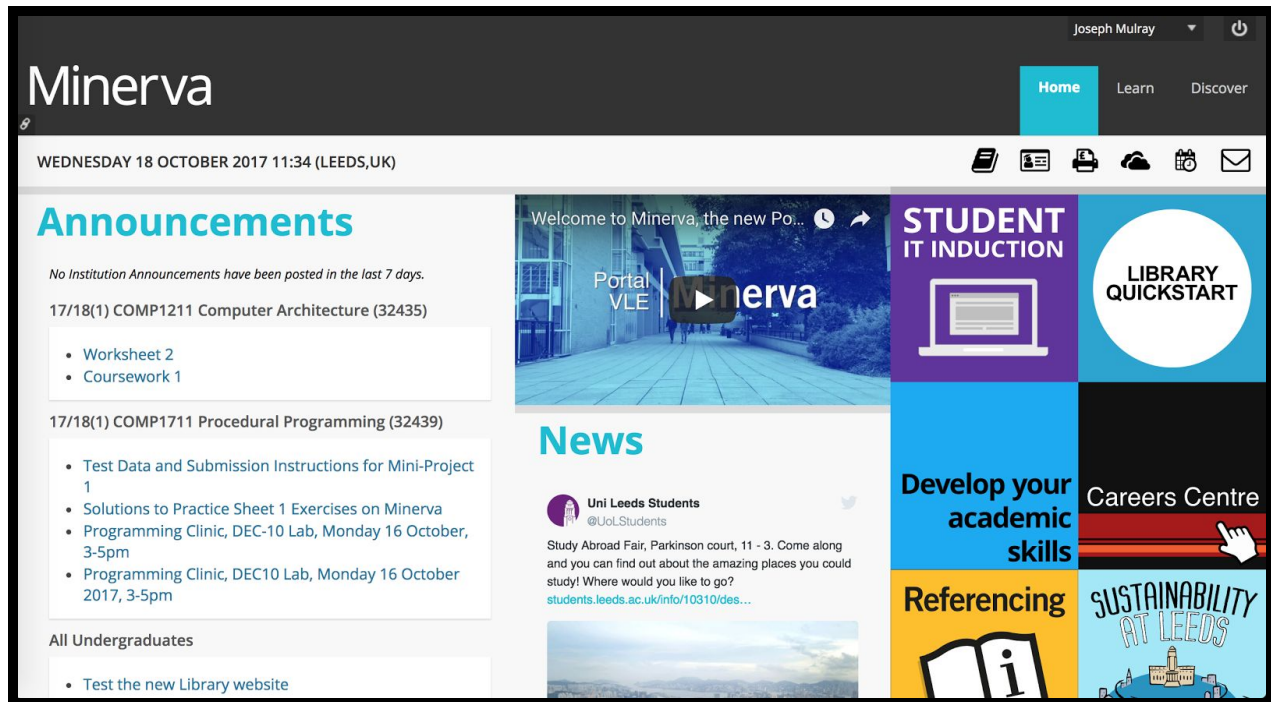 Joseph Mulray
Minerva
Home
Learn
Discover
WEDNESDAY 18 OCTOBER 2017 11:34 (LEEDS,UK)
Announcements
No Institution Announcements have been posted in the last 7 days.
17/18(1) COMP1211 Computer Architecture (32435)
Worksheet 2
Coursework 1
17/18(1) COMP1711 Procedural Programming (32439)
Test Data and Submission Instructions for Mini-Project
1
Solutions to Practice Sheet 1 Exercises on Minerva
Programming Clinic, DEC-10 Lab, Monday 16 October,
3-5pm
Programming Clinic, DEC10 Lab, Monday 16 October
2017, 3-5pm
All Undergraduates
Test the new Library website
Welcome to Minerva, the new Po...
Portal
VLE
Minerva
News
Uni Leeds Students
@UoLStudents
Study Abroad Fair, Parkinson court, 11 - 3. Come along
and you can find out about the amazing places you could
study! Where would you like to go?
students.leeds.ac.uk/info/10310/des...
STUDENT
IT INDUCTION
LIBRARY
QUICKSTART
Develop your
academic
skills
Careers Centre
Referencing
i
SUSTAINABILITY
AT LEEDS